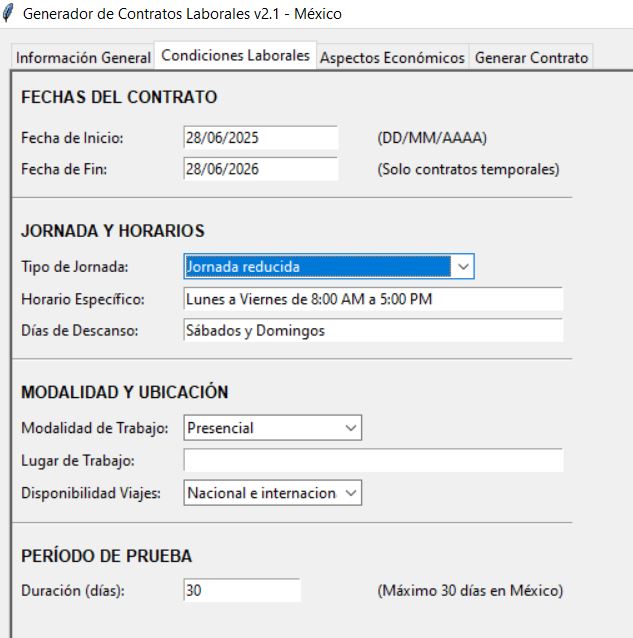 Generador de Contratos Laborales v2.1 - México
Información General Condiciones Laborales Aspectos Económicos Generar Contrato
FECHAS DEL CONTRATO
Fecha de Inicio: 28/06/2025 (DD/MM/AAAA)
Fecha de Fin: 28/06/2026 (Solo contratos temporales)
JORNADA Y HORARIOS
Tipo de Jornada: Jornada reducida
Horario Específico: Lunes a Viernes de 8:00 AM a 5:00 PM
Días de Descanso: Sábados y Domingos
MODALIDAD Y UBICACIÓN
Modalidad de Trabajo: Presencial
Lugar de Trabajo:
Disponibilidad Viajes: Nacional e internacion
PERÍODO DE PRUEBA
Duración (días): 30 (Máximo 30 días en México)